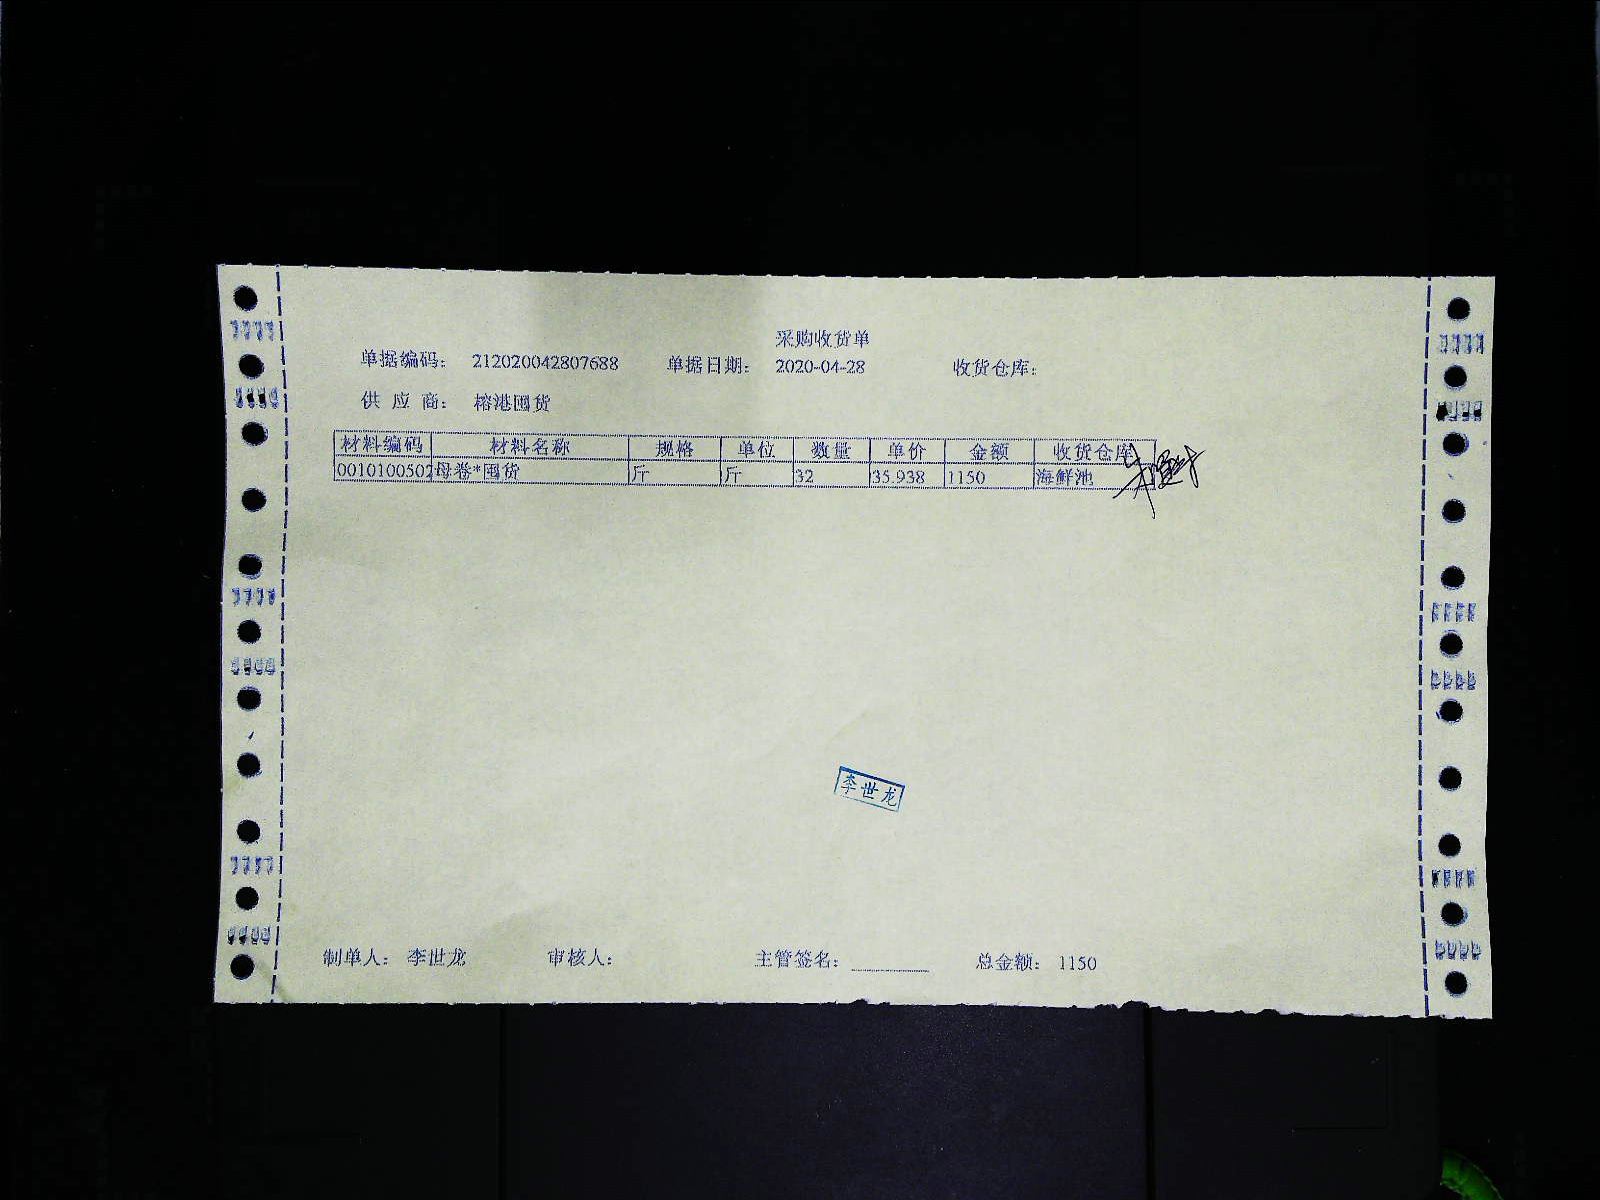 采购收货单
单据编码: 212020042807688 单据日期: 2020-04-28 收货仓库:
供 应 商: 榕港囤货
材料编码 材料名称 规格 单位 数量 单价 金额 收货仓库
0010100502 母卷*囤货 斤 斤 32 35.938 1150 海鲜池
李世龙
制单人: 李世龙 审核人: 主管签名: 总金额: 1150